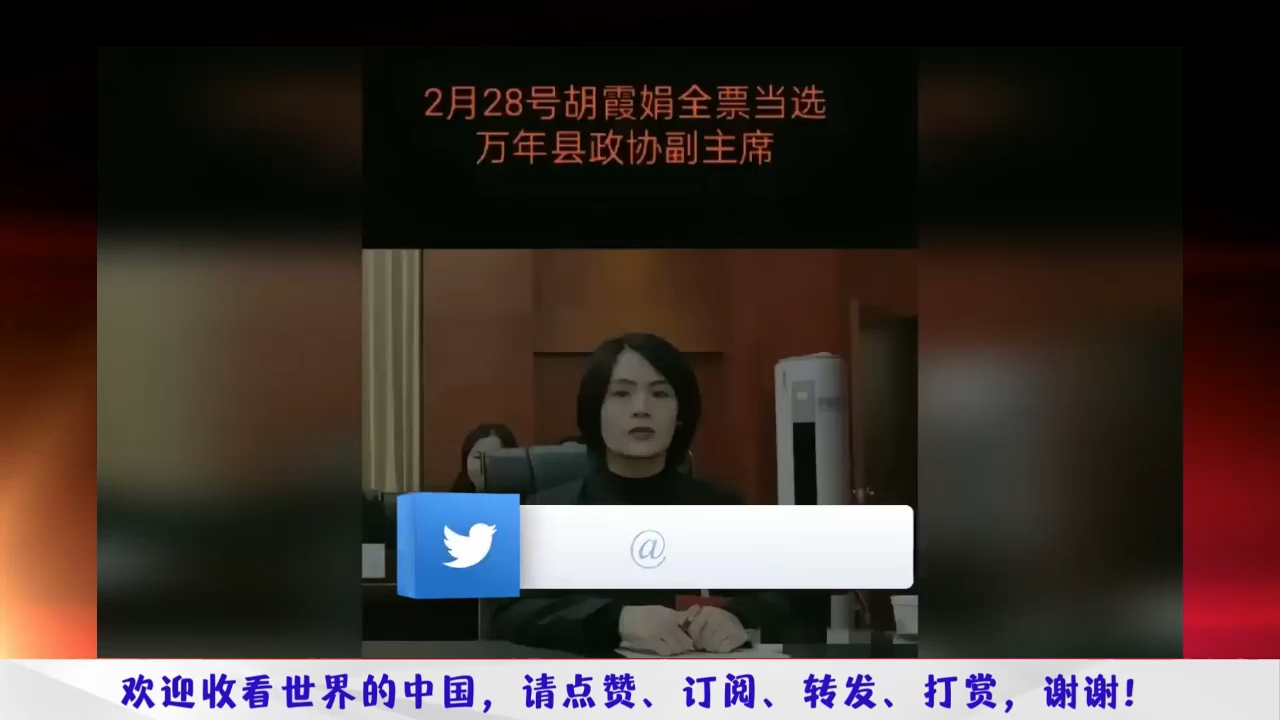 2月28号胡霞娟全票当选
万年县政协副主席
@
欢迎收看世界的中国，请点赞、订阅、转发、打赏，谢谢！